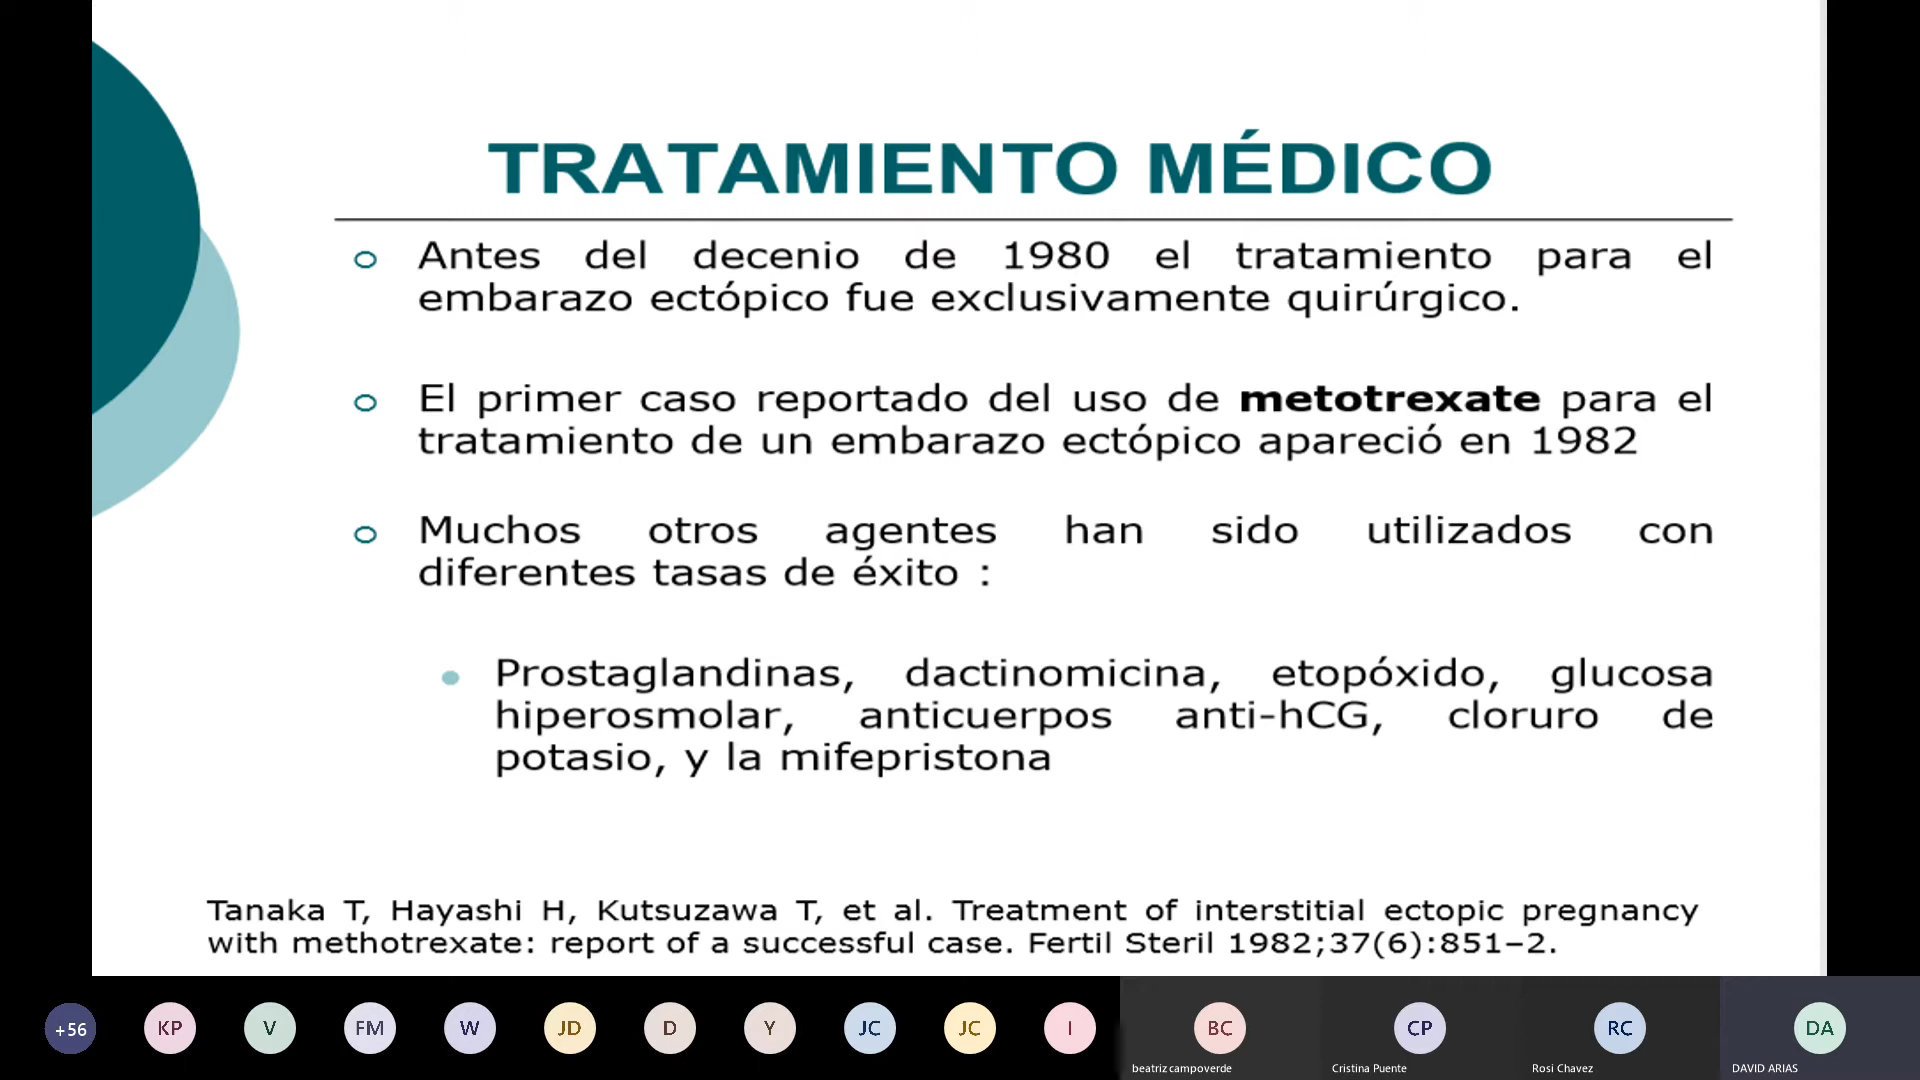 TRATAMIENTO MÉDICO
Antes del decenio de 1980 el tratamiento para el
embarazo ectópico fue exclusivamente quirúrgico.
El primer caso reportado del uso de metotrexate para el
tratamiento de un embarazo ectópico apareció en 1982
Muchos otros agentes han sido utilizados con
diferentes tasas de éxito :
Prostaglandinas, dactinomicina, etopóxido, glucosa
hiperosmolar, anticuerpos anti-hCG, cloruro de
potasio, y la mifepristona
Tanaka T, Hayashi H, Kutsuzawa T, et al. Treatment of interstitial ectopic pregnancy
with methotrexate: report of a successful case. Fertil Steril 1982;37(6):851–2.
+56 KP V FM W JD D Y JC JC I BC CP RC DA
beatriz campoverde Cristina Puente Rosi Chavez DAVID ARIAS